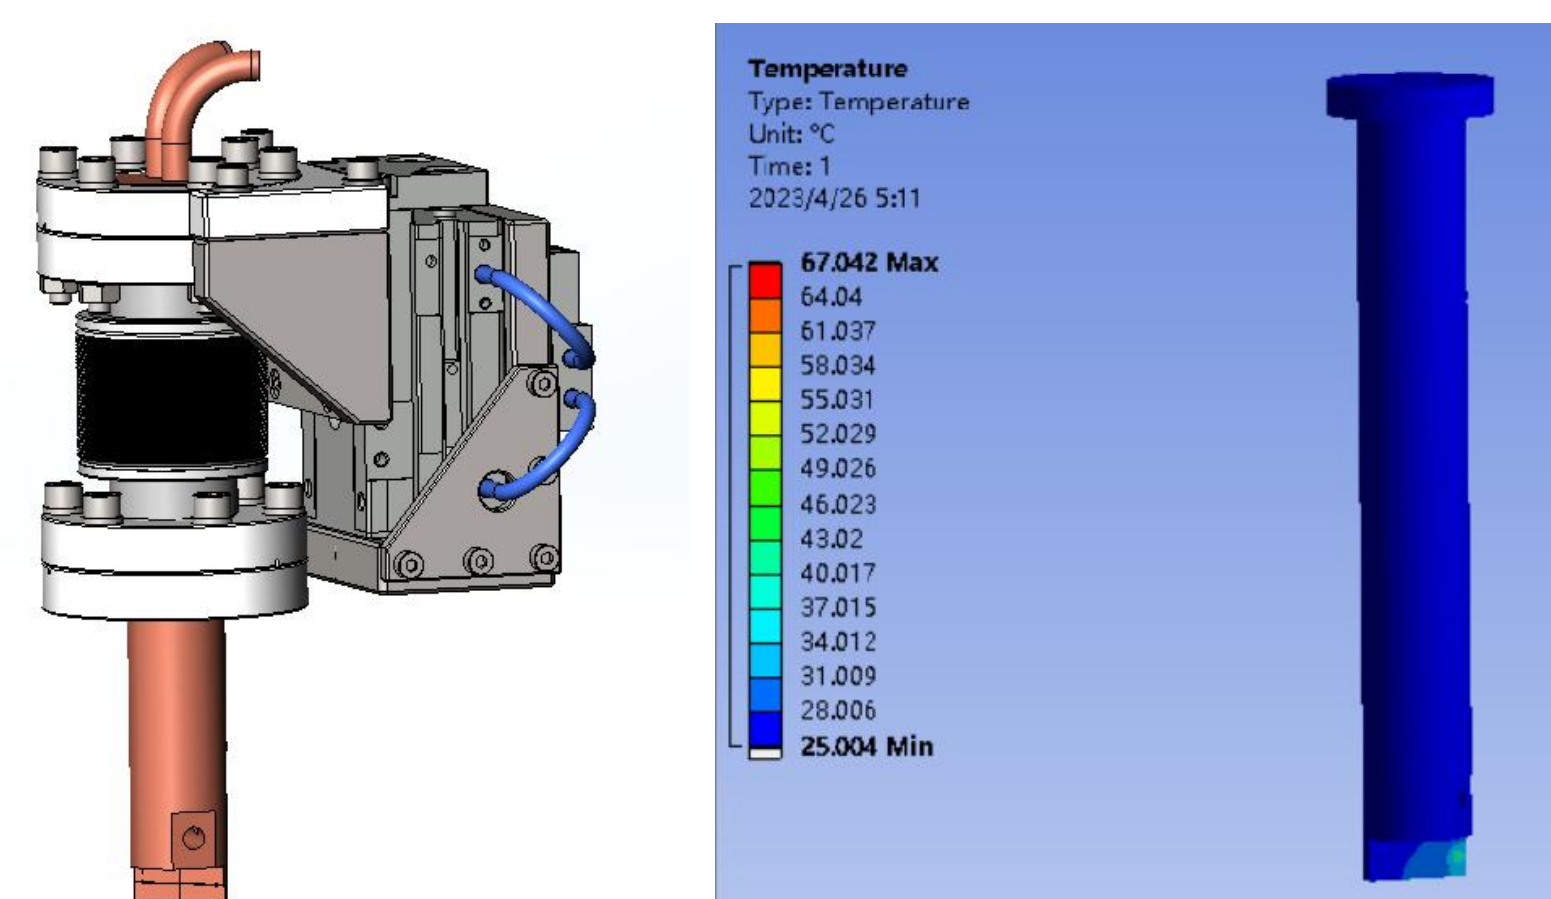 Temperature
Type: Temperature
Unit: °C
Time: 1
2023/4/26 5:11
67.042 Max
64.04
61.037
58.034
55.031
52.029
49.026
46.023
43.02
40.017
37.015
34.012
31.009
28.006
25.004 Min